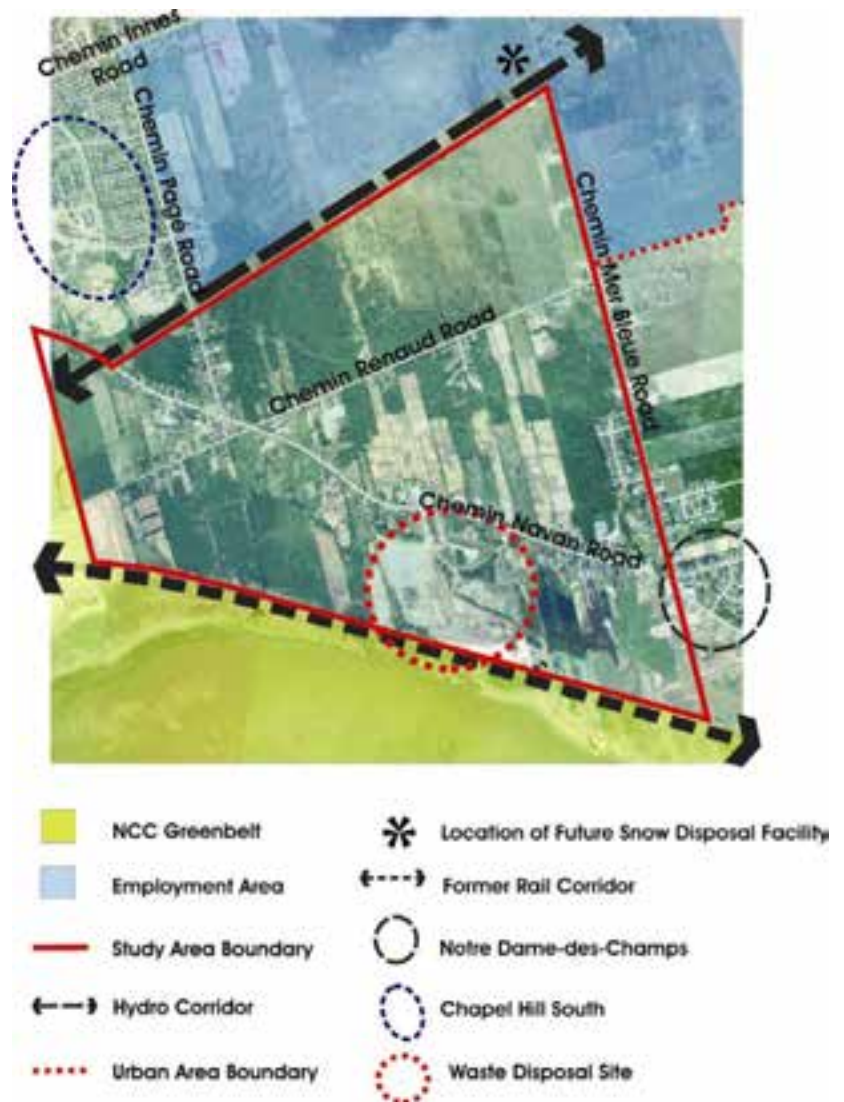 Chemin Innes
Road
Chemin Pagé Road
Chemin Mer Bleue Road
Chemin Renaud Road
Chemin Navan Road
NCC Greenbelt
Employment Area
Study Area Boundary
Hydro Corridor
Urban Area Boundary
Location of Future Snow Disposal Facility
Former Rail Corridor
Notre Dame-des-Champs
Chapel Hill South
Waste Disposal Site